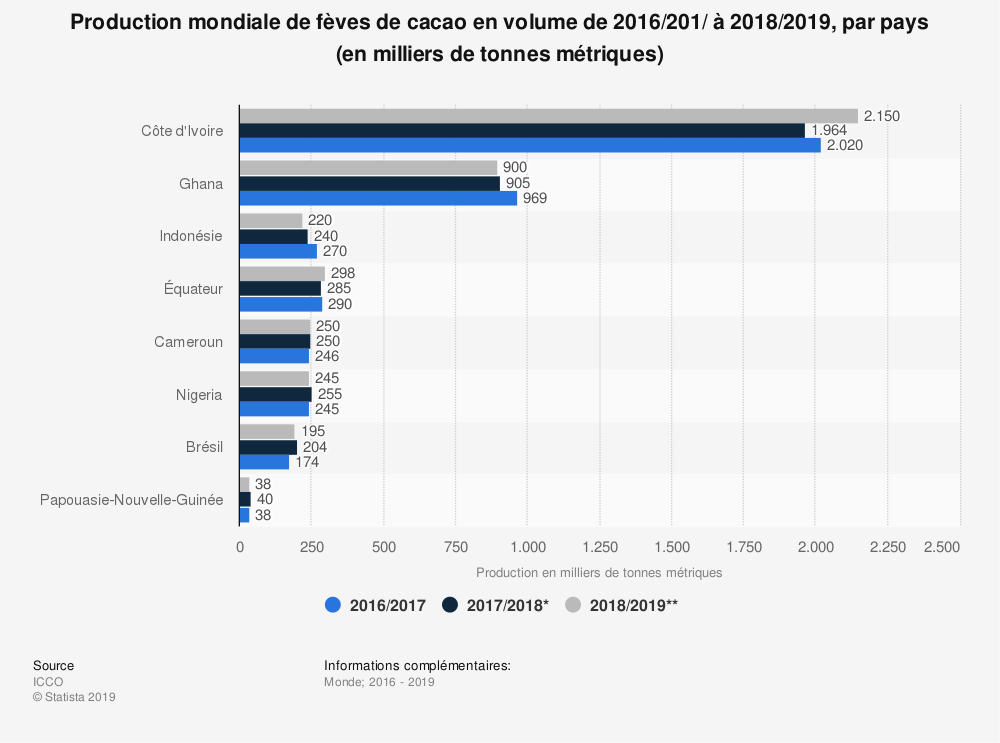 Production mondiale de fèves de cacao en volume de 2016/201/ à 2018/2019, par pays
(en milliers de tonnes métriques)
Côte d'Ivoire
2.150
1.964
2.020
Ghana
900
905
969
Indonésie
220
240
270
Équateur
298
285
290
Cameroun
250
250
246
Nigeria
245
255
245
Brésil
195
204
174
Papouasie-Nouvelle-Guinée
38
40
38
0 250 500 750 1.000 1.250 1.500 1.750 2.000 2.250 2.500
Production en milliers de tonnes métriques
2016/2017 2017/2018* 2018/2019**
Source
ICCO
© Statista 2019
Informations complémentaires:
Monde; 2016 - 2019